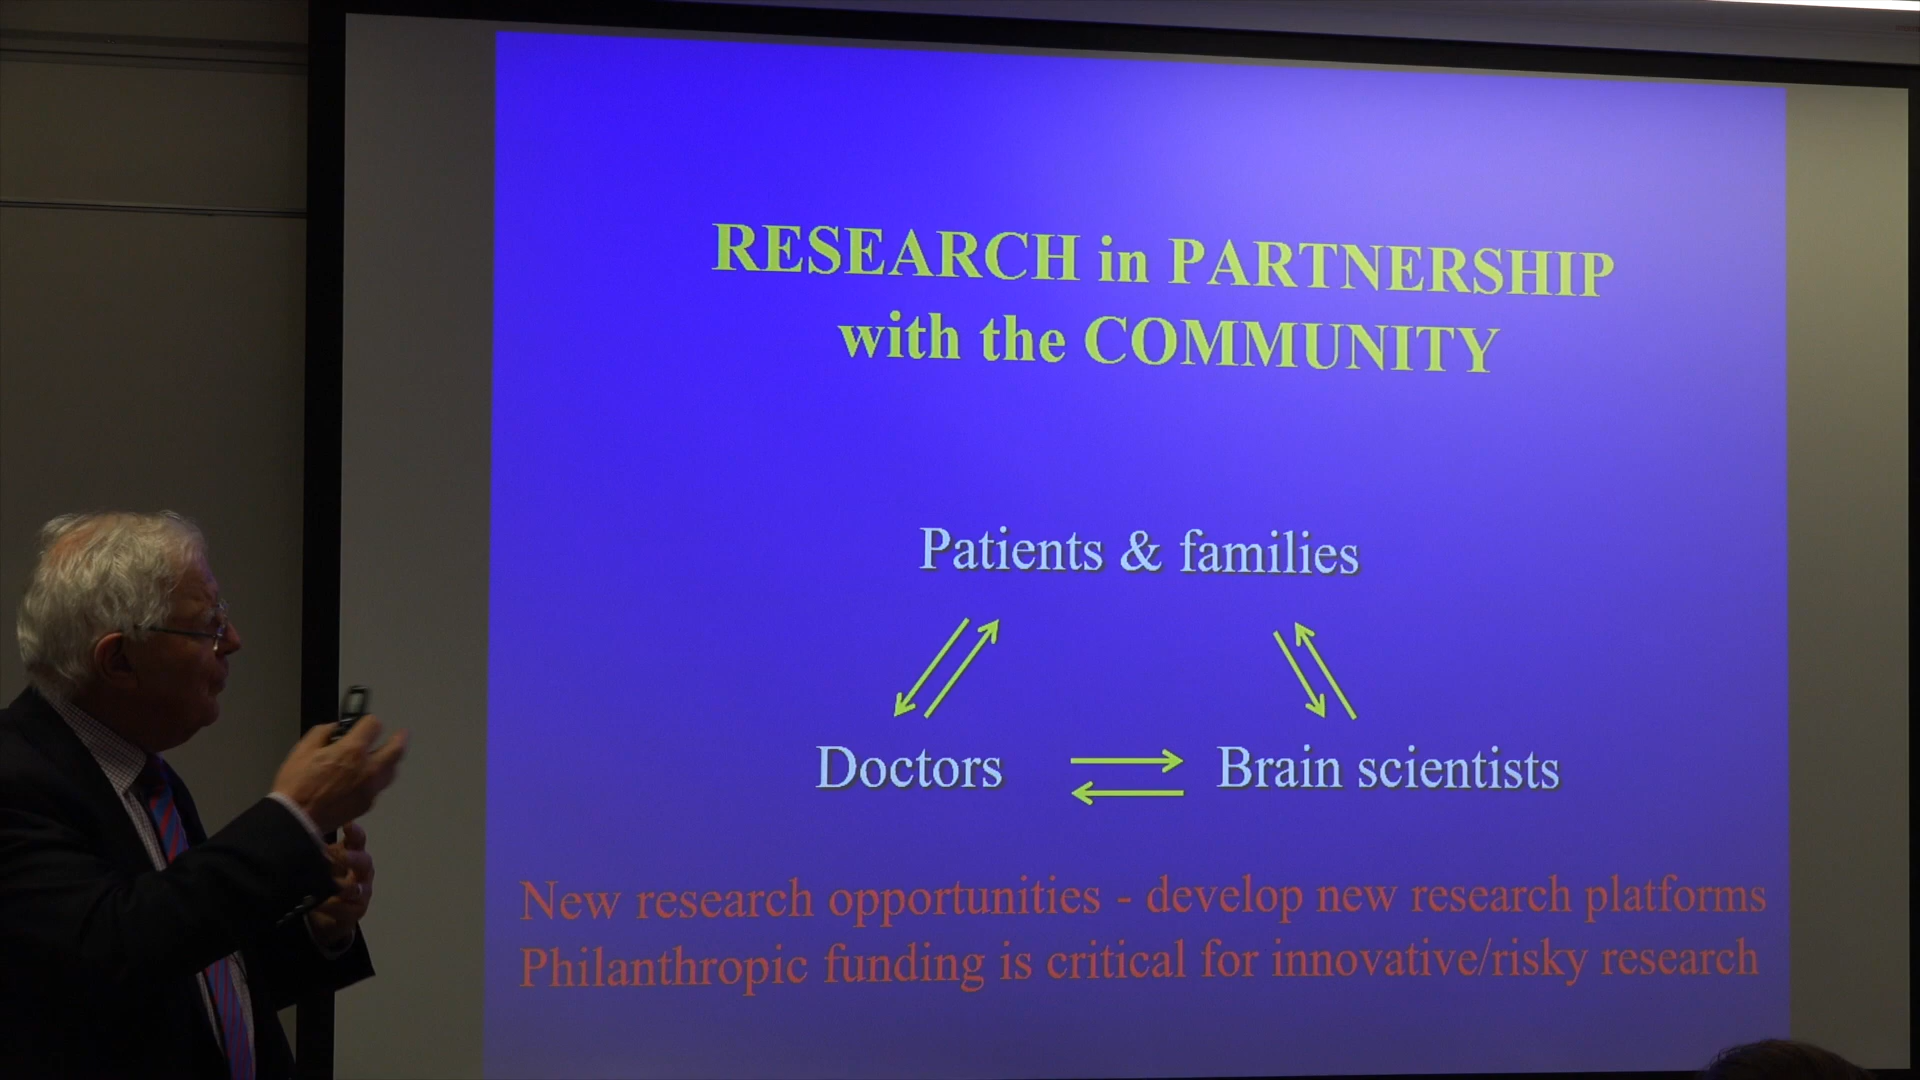 RESEARCH in PARTNERSHIP
with the COMMUNITY
Patients & families
Doctors
Brain scientists
New research opportunities - develop new research platforms
Philanthropic funding is critical for innovative/risky research